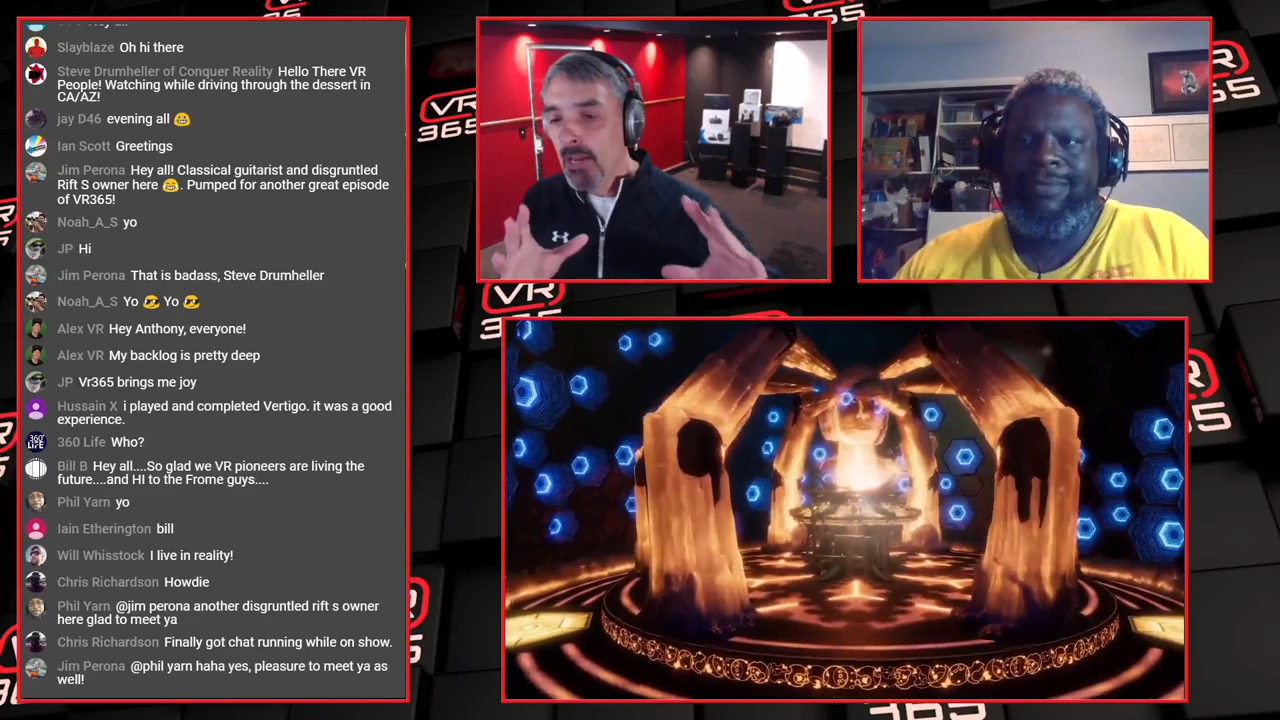 Slayblaze Oh hi there
Steve Drumheller of Conquer Reality Hello There VR
People! Watching while driving through the dessert in
CA/AZ!
jay D46 evening all
Ian Scott Greetings
Jim Perona Hey all! Classical guitarist and disgruntled
Rift S owner here 😂. Pumped for another great episode
of VR365!
Noah_A_S yo
JP Hi
Jim Perona That is badass, Steve Drumheller
Noah_A_S Yo Yo
Alex VR Hey Anthony, everyone!
Alex VR My backlog is pretty deep
JP Vr365 brings me joy
Hussain X i played and completed Vertigo. it was a good
experience.
360 Life Who?
Bill B Hey all....So glad we VR pioneers are living the
future....and HI to the Frome guys....
Phil Yarn yo
Iain Etherington bill
Will Whisstock I live in reality!
Chris Richardson Howdie
Phil Yarn @jim perona another disgruntled rift s owner
here glad to meet ya
Chris Richardson Finally got chat running while on show.
Jim Perona @phil yarn haha yes, pleasure to meet ya as
well!
VR
365
VR
365